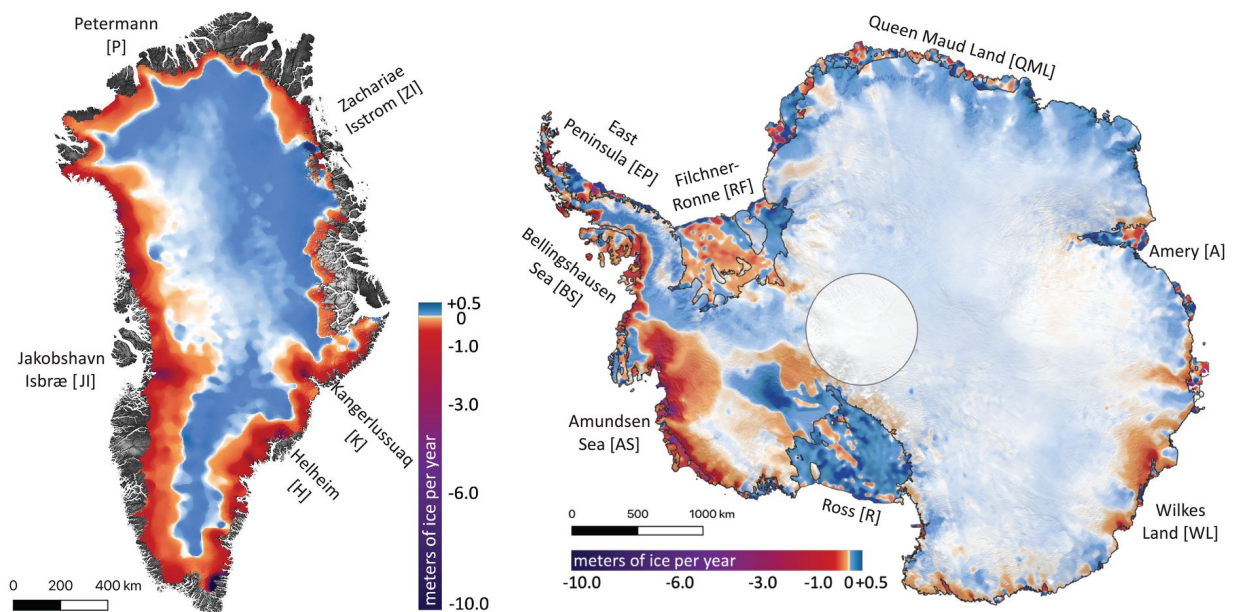 Petermann
[P]
Zachariae
Isstrom [ZI]
Jakobshavn
Isbræ [JI]
Kangerlussuaq
[K]
Helheim
[H]
+0.5
0
-1.0
-3.0
-6.0
-10.0
meters of ice per year
0 200 400 km
Queen Maud Land [QML]
East
Peninsula [EP]
Filchner-
Ronne [RF]
Bellingshausen
Sea [BS]
Amery [A]
Amundsen
Sea [AS]
Ross [R]
Wilkes
Land [WL]
0 500 1000 km
meters of ice per year
-10.0 -6.0 -3.0 -1.0 0 +0.5